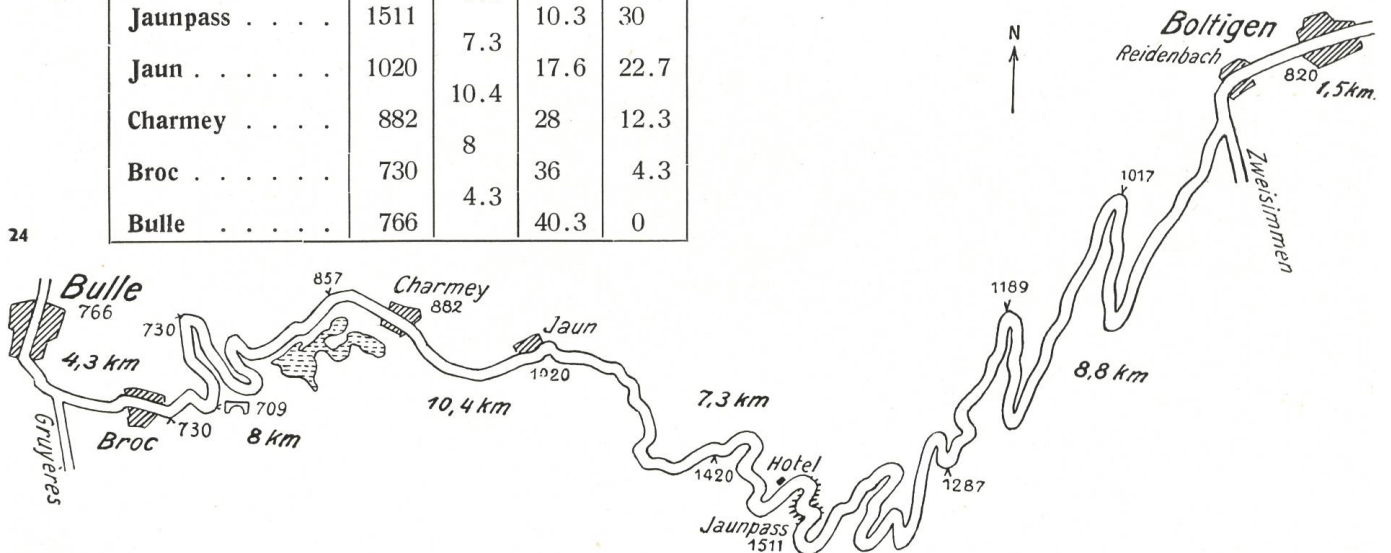 Jaunpass . . . . 1511 10.3 30
7.3
Jaun . . . . . . 1020 17.6 22.7
10.4
Charmey . . . . 882 28 12.3
8
Broc . . . . . . 730 36 4.3
4.3
Bulle . . . . . 766 40.3 0
24
N
Boltigen
Reidenbach
820
1,5km.
Zweisimmen
1017
1189
8,8 km
1287
Bulle
766
4,3 km
Gruyères
Broc
730
730
709
8 km
857
Charmey
882
10,4 km
Jaun
1020
7,3 km
1420
Hotel
Jaunpass
1511